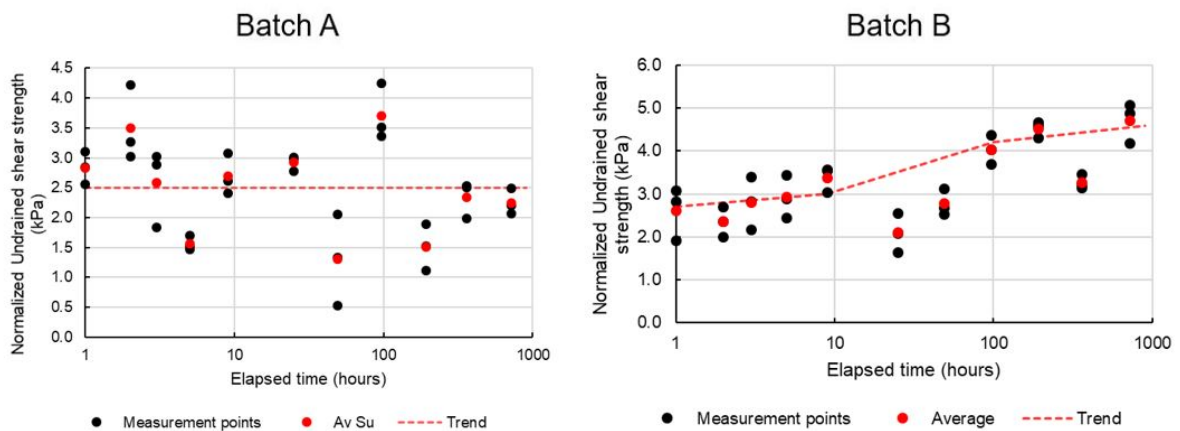 Batch A
Normalized Undrained shear strength
(kPa)
4.5
4.0
3.5
3.0
2.5
2.0
1.5
1.0
0.5
0.0
1 10 100 1000
Elapsed time (hours)
Measurement points Av Su Trend
Batch B
Normalized Undrained shear
strength (kPa)
6.0
5.0
4.0
3.0
2.0
1.0
0.0
1 10 100 1000
Elapsed time (hours)
Measurement points Average Trend